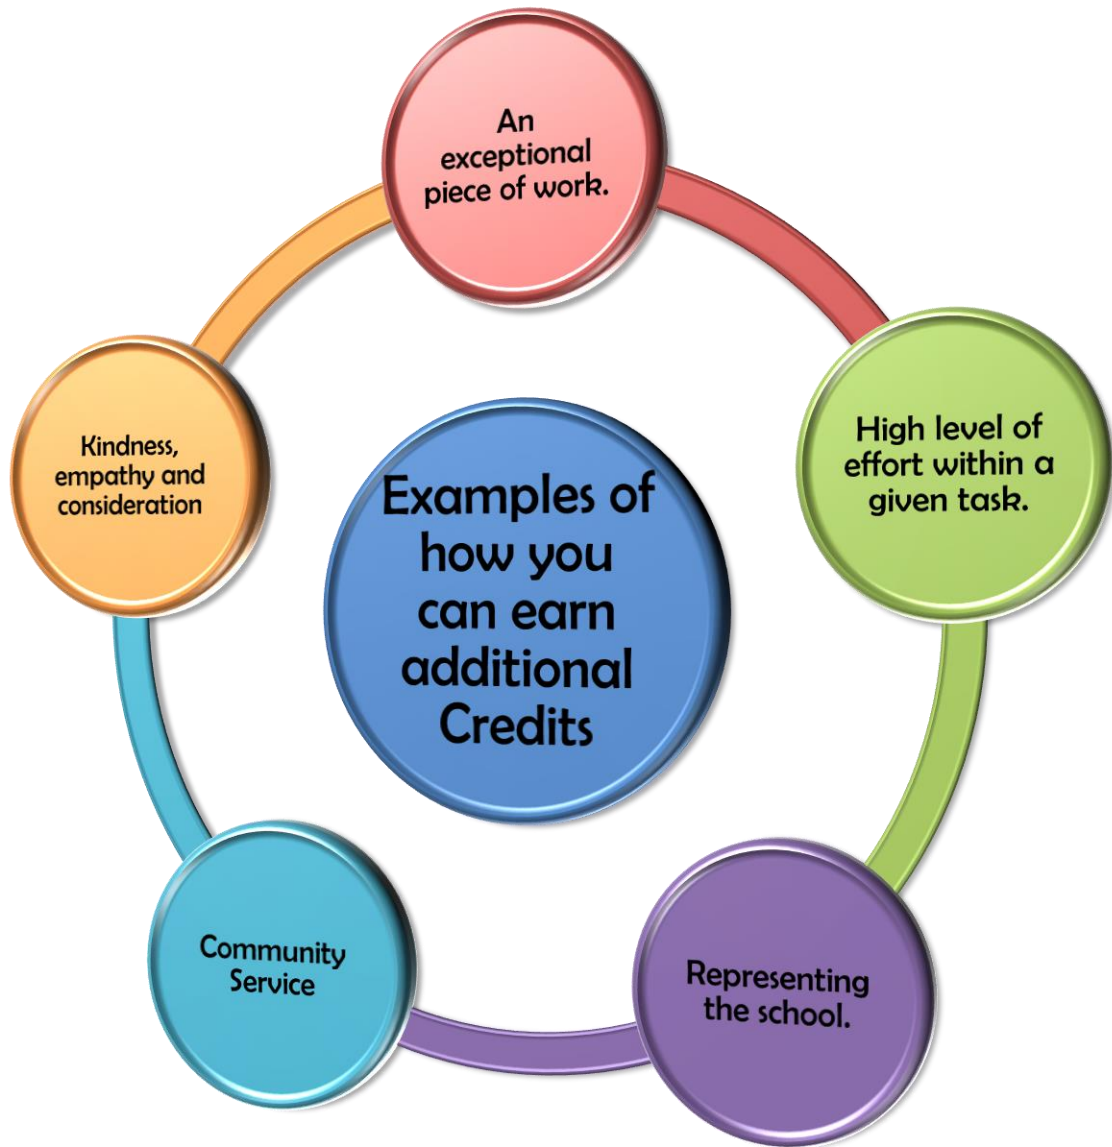 An
exceptional
piece of work.
High level of
effort within a
given task.
Representing
the school.
Community
Service
Kindness,
empathy and
consideration
Examples of
how you
can earn
additional
Credits